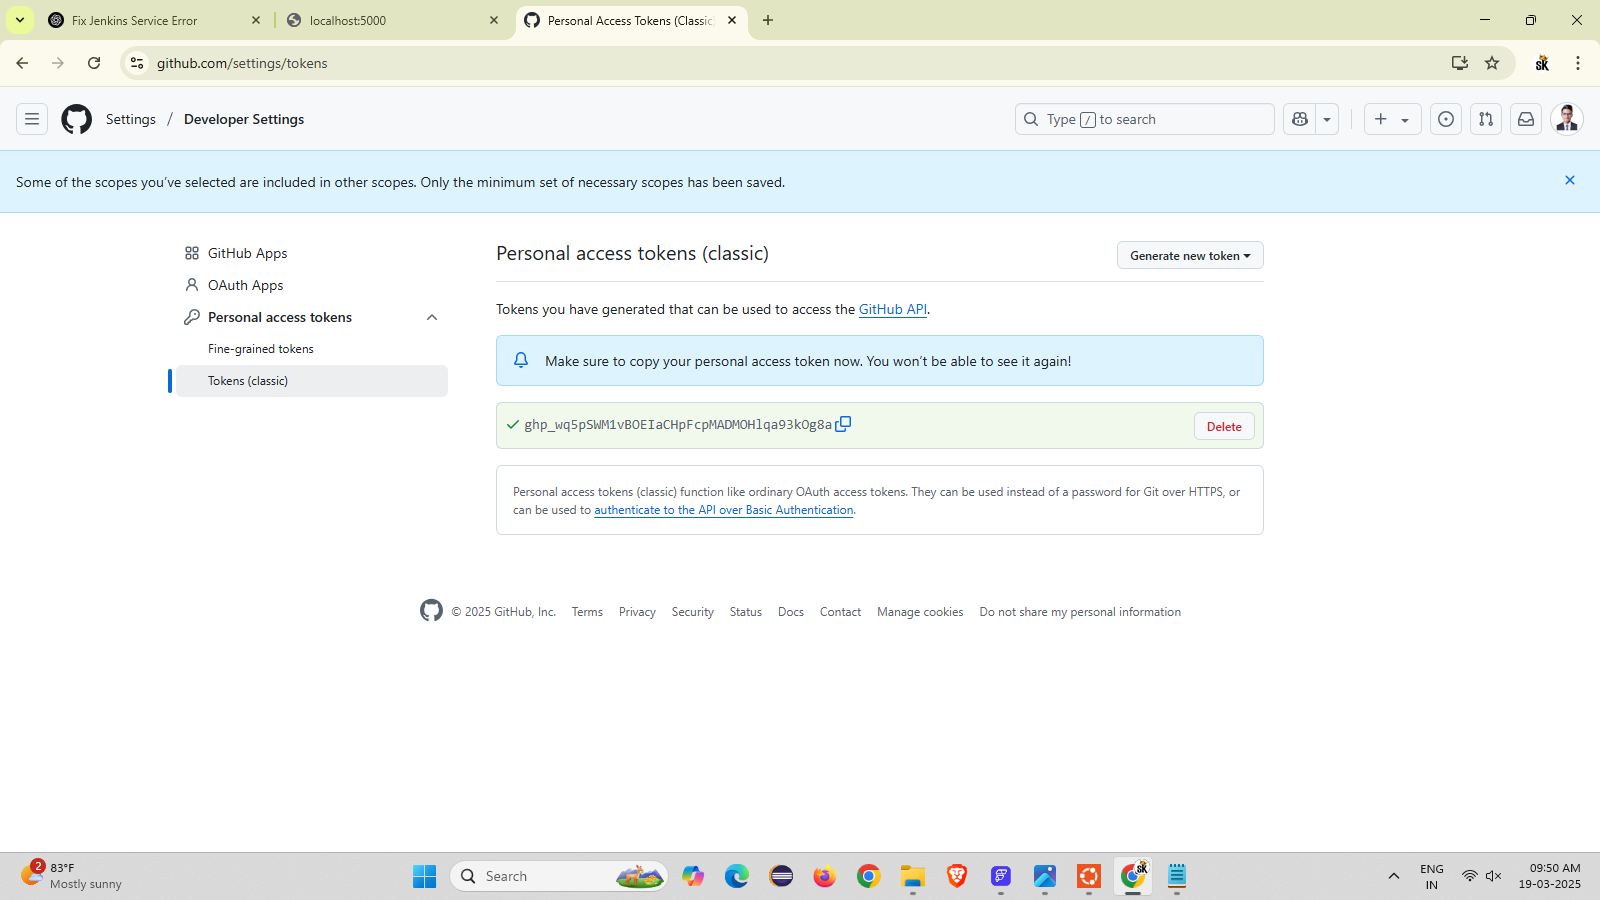 Fix Jenkins Service Error
localhost:5000
Personal Access Tokens (Classic)
github.com/settings/tokens
SK
Settings / Developer Settings
Type / to search
Some of the scopes you've selected are included in other scopes. Only the minimum set of necessary scopes has been saved.
GitHub Apps
OAuth Apps
Personal access tokens
Fine-grained tokens
Tokens (classic)
Personal access tokens (classic)
Generate new token
Tokens you have generated that can be used to access the GitHub API.
Make sure to copy your personal access token now. You won't be able to see it again!
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
Delete
Personal access tokens (classic) function like ordinary OAuth access tokens. They can be used instead of a password for Git over HTTPS, or
can be used to authenticate to the API over Basic Authentication.
© 2025 GitHub, Inc. Terms Privacy Security Status Docs Contact Manage cookies Do not share my personal information
2
83°F
Mostly sunny
Search
SK
ENG
IN
09:50 AM
19-03-2025